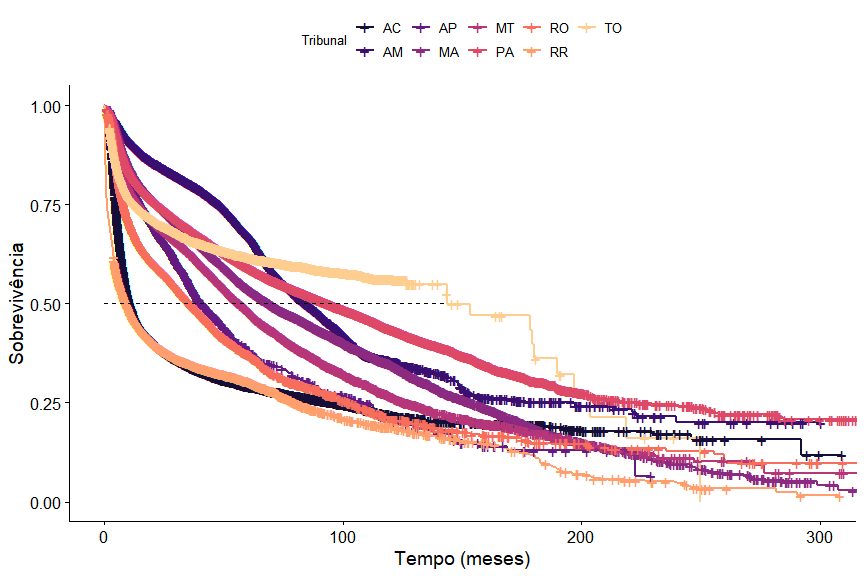 Tribunal AC AP MT RO TO
AM MA PA RR
1.00
0.75
0.50
0.25
0.00
Sobrevivência
0 100 200 300
Tempo (meses)